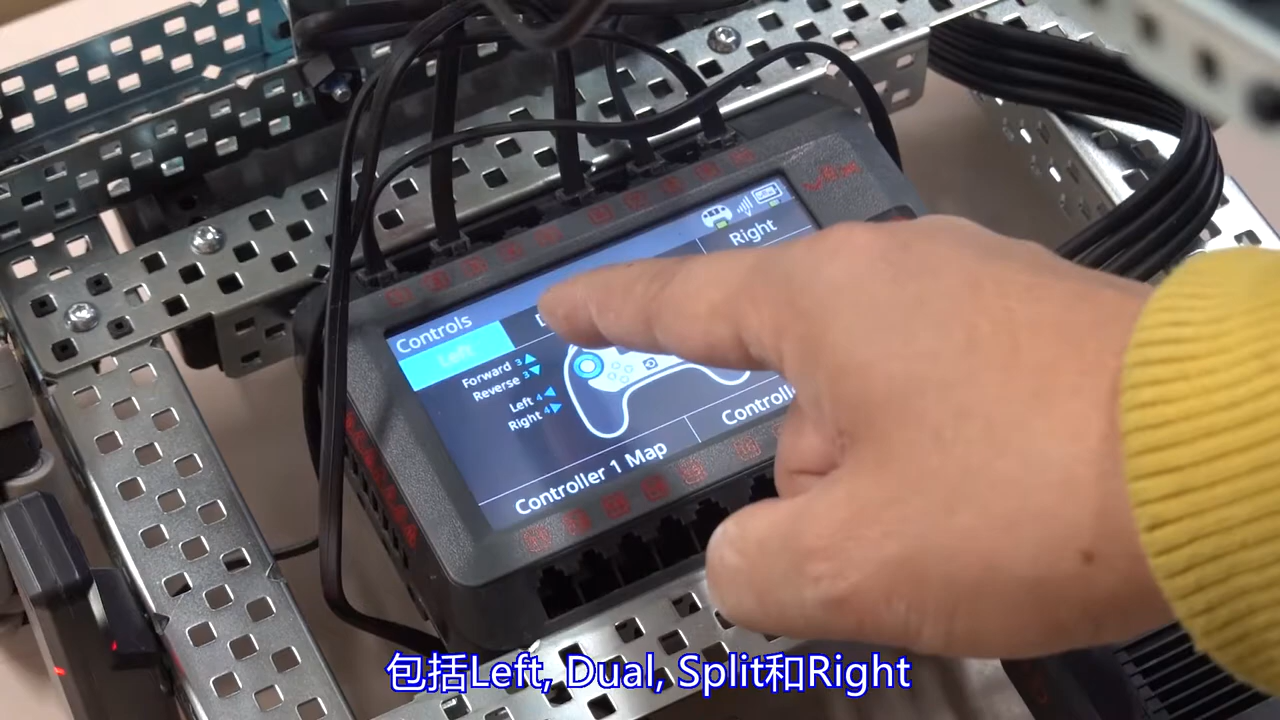 Right
Controls
Left
Forward 3
Reverse 3
Left 4
Right 4
Controller 1 Map
包括Left, Dual, Split和Right